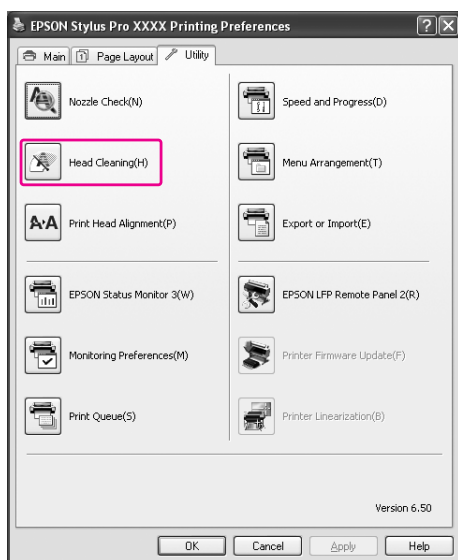 EPSON Stylus Pro XXXX Printing Preferences
Main Page Layout Utility
Nozzle Check(N)
Speed and Progress(D)
Head Cleaning(H)
Menu Arrangement(T)
Print Head Alignment(P)
Export or Import(E)
EPSON Status Monitor 3(W)
EPSON LFP Remote Panel 2(R)
Monitoring Preferences(M)
Printer Firmware Update(F)
Print Queue(S)
Printer Linearization(B)
Version 6.50
OK Cancel Apply Help